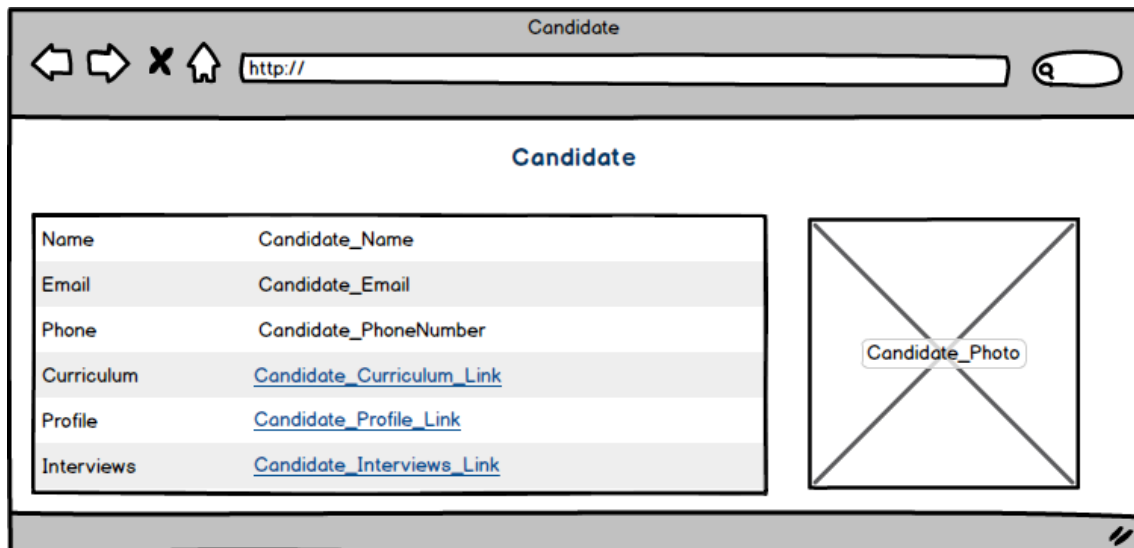 Candidate
http://
Candidate
Name Candidate_Name
Email Candidate_Email
Phone Candidate_PhoneNumber
Curriculum Candidate_Curriculum_Link
Profile Candidate_Profile_Link
Interviews Candidate_Interviews_Link
Candidate_Photo